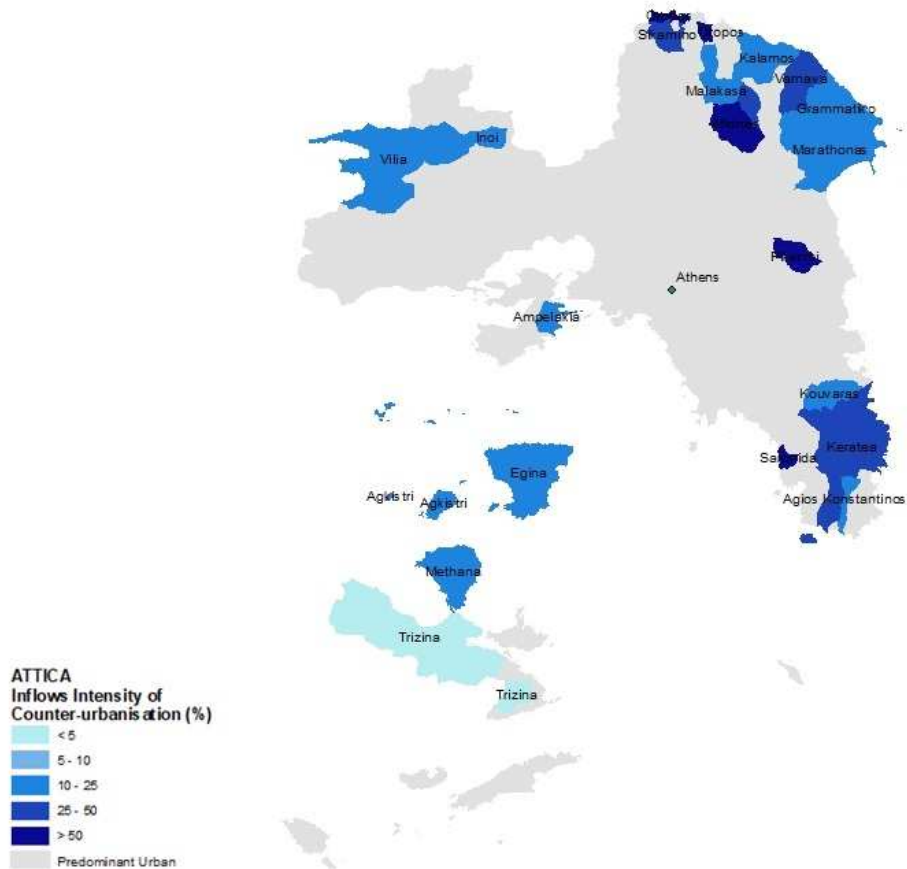 Sikamino
Kalamos
Varnava
Malakasa
Grammatiko
Marathonas
Inoi
Vilia
Athens
Ampelakia
Kouvaras
Keratea
Egina
Agkistri
Agkistri
Agios Konstantinos
Methana
Trizina
Trizina
ATTICA
Inflows Intensity of
Counter-urbanisation (%)
< 5
5 - 10
10 - 25
25 - 50
> 50
Predominant Urban